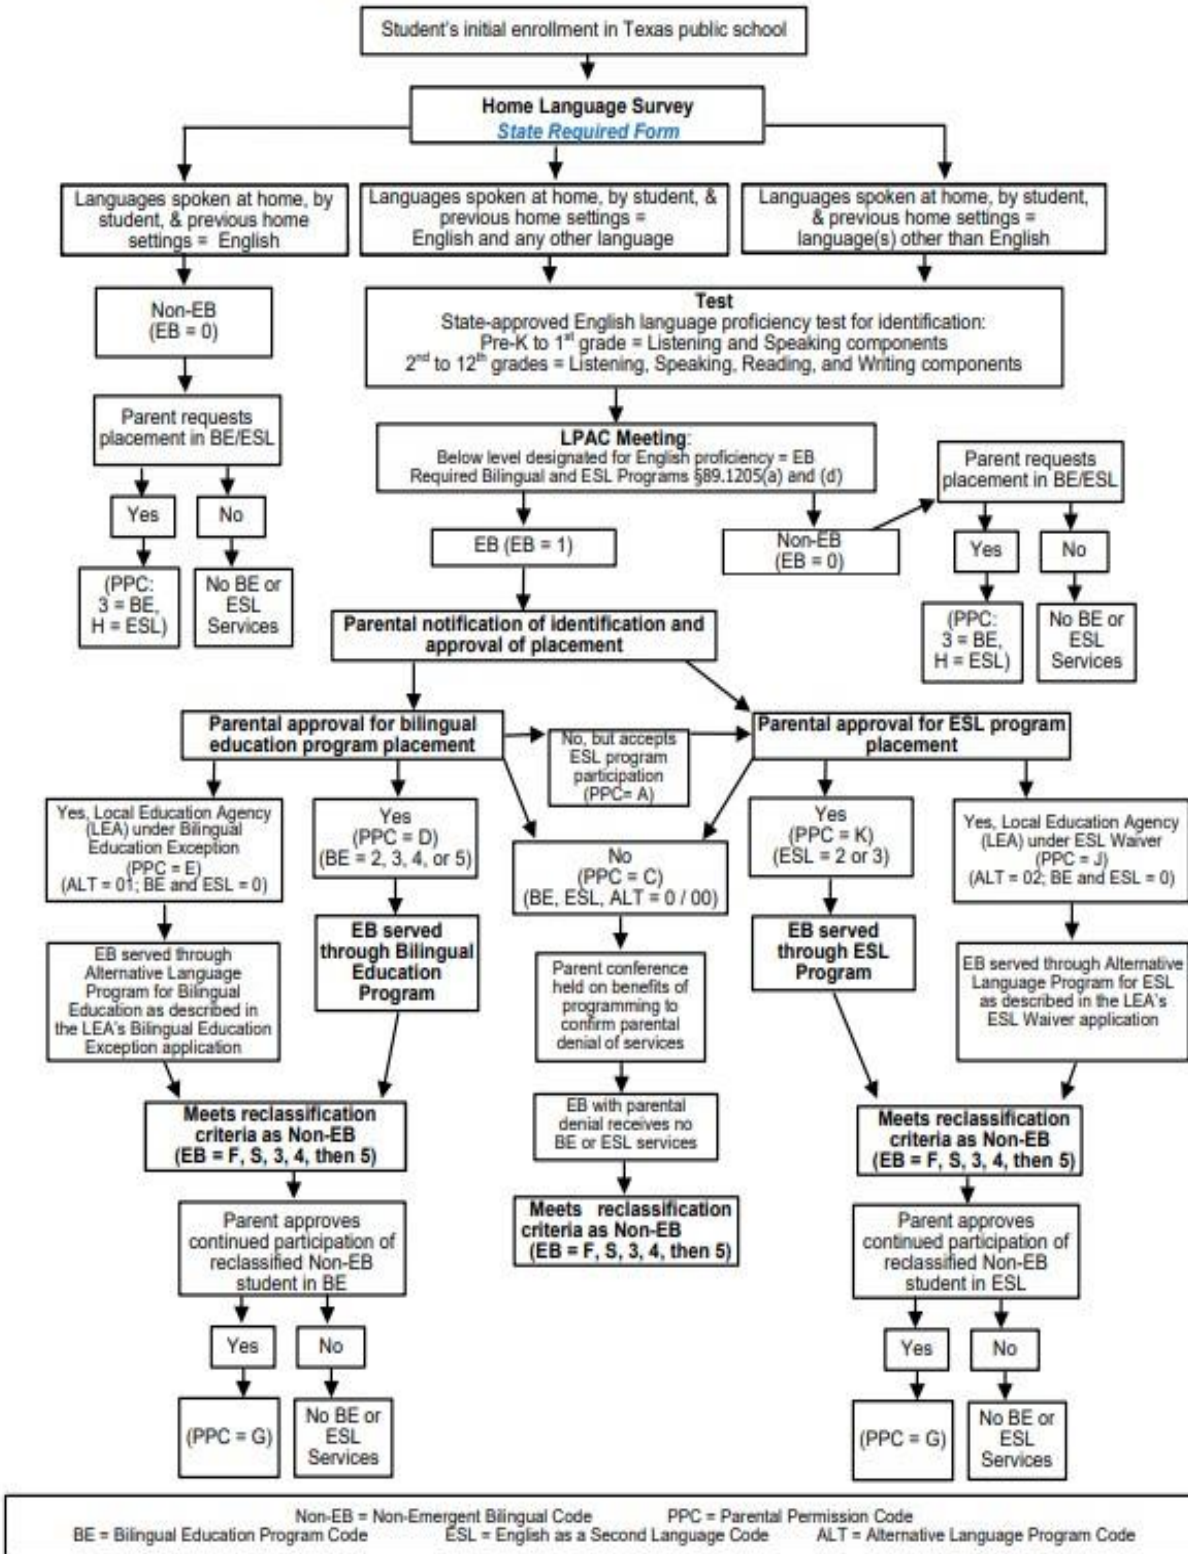 Student's initial enrollment in Texas public school
Home Language Survey
State Required Form
Languages spoken at home, by
student, & previous home
settings = English
Languages spoken at home, by student, &
previous home settings =
English and any other language
Languages spoken at home, by student,
& previous home settings =
language(s) other than English
Non-EB
(EB = 0)
Test
State-approved English language proficiency test for identification:
Pre-K to 1st grade = Listening and Speaking components
2nd to 12th grades = Listening, Speaking, Reading, and Writing components
Parent requests
placement in BE/ESL
Yes
No
(PPC:
3 = BE,
H = ESL)
No BE or
ESL
Services
LPAC Meeting:
Below level designated for English proficiency = EB
Required Bilingual and ESL Programs §89.1205(a) and (d)
EB (EB = 1)
Non-EB
(EB = 0)
Parent requests
placement in BE/ESL
Yes
No
(PPC:
3 = BE,
H = ESL)
No BE or
ESL
Services
Parental notification of identification and
approval of placement
Parental approval for bilingual
education program placement
No, but accepts
ESL program
participation
(PPC= A)
Parental approval for ESL program
placement
Yes, Local Education Agency
(LEA) under Bilingual
Education Exception
(PPC = E)
(ALT = 01; BE and ESL = 0)
Yes
(PPC = D)
(BE = 2, 3, 4, or 5)
No
(PPC = C)
(BE, ESL, ALT = 0 / 00)
Yes
(PPC = K)
(ESL = 2 or 3)
Yes, Local Education Agency
(LEA) under ESL Waiver
(PPC = J)
(ALT = 02; BE and ESL = 0)
EB served through
Alternative Language
Program for Bilingual
Education as described in
the LEA's Bilingual Education
Exception application
EB served
through Bilingual
Education
Program
Parent conference
held on benefits of
programming to
confirm parental
denial of services
EB served
through ESL
Program
EB served through Alternative
Language Program for ESL
as described in the LEA's
ESL Waiver application
EB with parental
denial receives no
BE or ESL services
Meets reclassification
criteria as Non-EB
(EB = F, S, 3, 4, then 5)
Meets reclassification
criteria as Non-EB
(EB = F, S, 3, 4, then 5)
Meets reclassification
criteria as Non-EB
(EB = F, S, 3, 4, then 5)
Parent approves
continued participation of
reclassified Non-EB
student in BE
Yes
No
(PPC = G)
No BE or
ESL
Services
Parent approves
continued participation of
reclassified Non-EB
student in ESL
Yes
No
(PPC = G)
No BE or
ESL
Services
Non-EB = Non-Emergent Bilingual Code PPC = Parental Permission Code
BE = Bilingual Education Program Code ESL = English as a Second Language Code ALT = Alternative Language Program Code